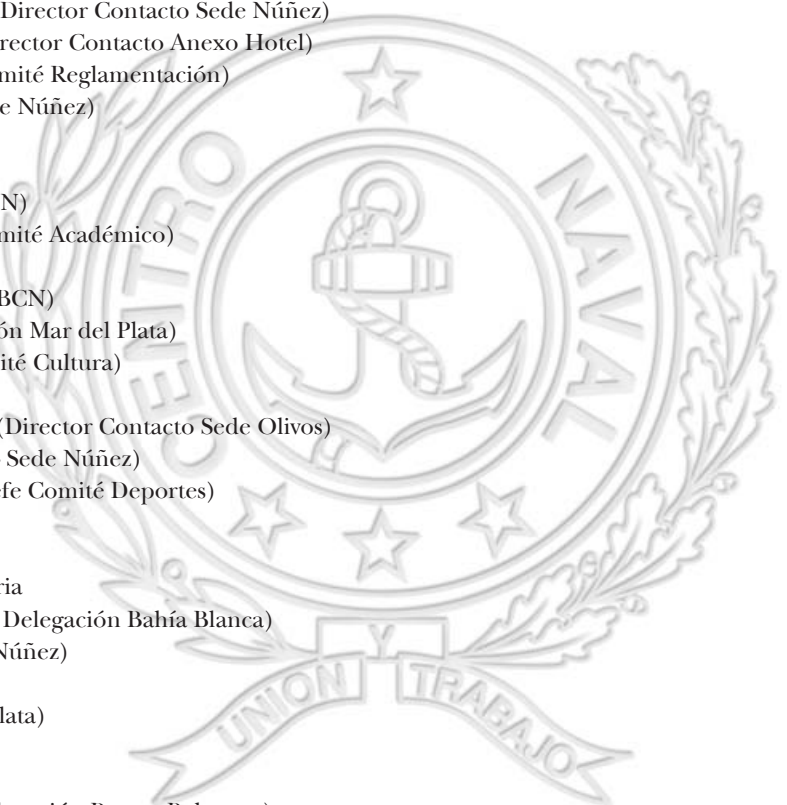 Director Contacto Sede Núñez)
rector Contacto Anexo Hotel)
mité Reglamentación)
e Núñez)
N)
mité Académico)
BCN)
ón Mar del Plata)
ité Cultura)
(Director Contacto Sede Olivos)
Sede Núñez)
efe Comité Deportes)
ria
Delegación Bahía Blanca)
Núñez)
lata)
CENTRO NAVAL
UNION Y TRABAJO